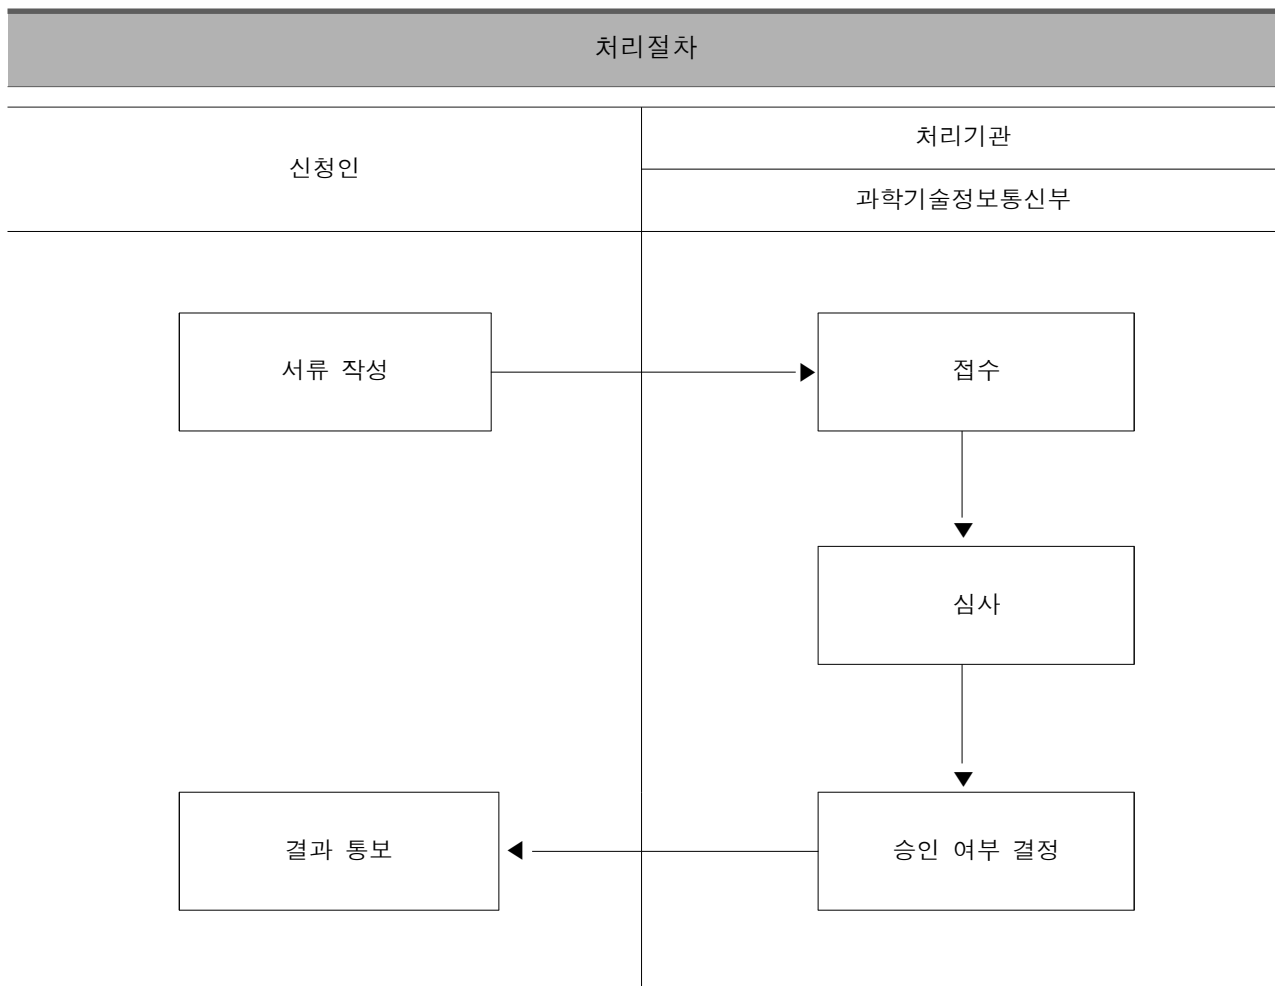 처리절차
신청인
처리기관
과학기술정보통신부
서류 작성
접수
심사
결과 통보
승인 여부 결정